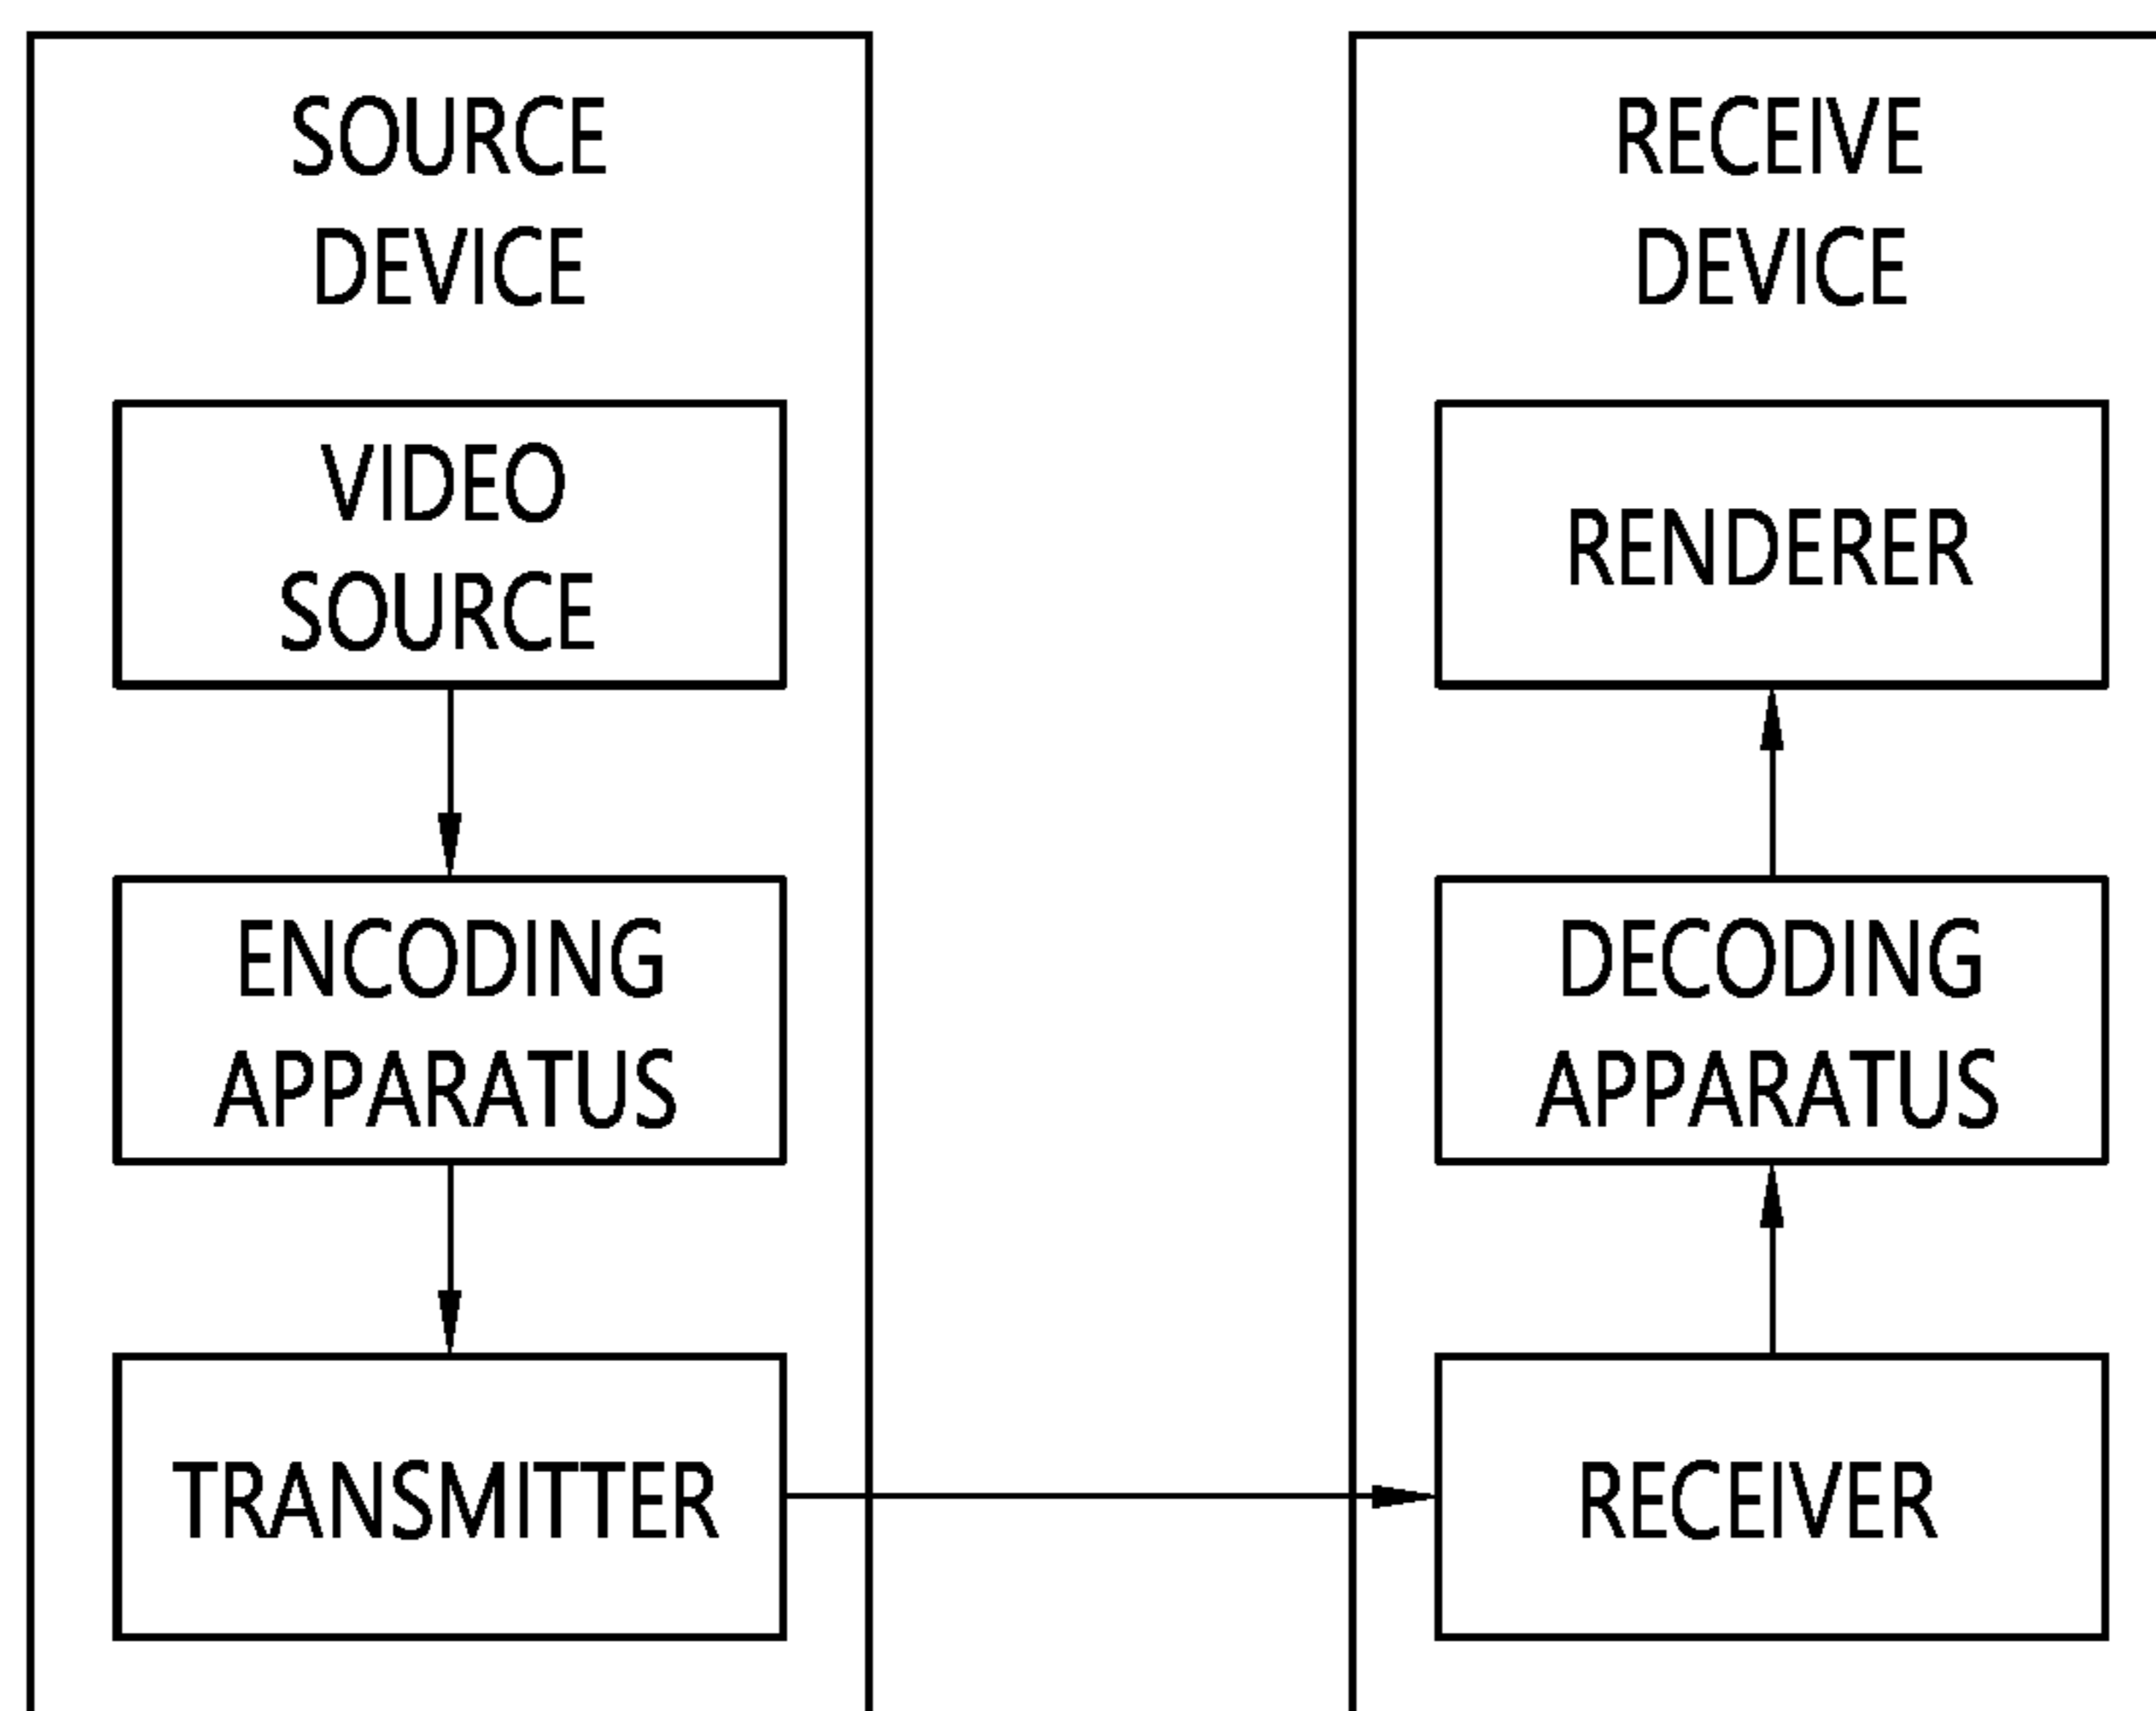 SOURCE
DEVICE
VIDEO
SOURCE
ENCODING
APPARATUS
TRANSMITTER
RECEIVE
DEVICE
RENDERER
DECODING
APPARATUS
RECEIVER